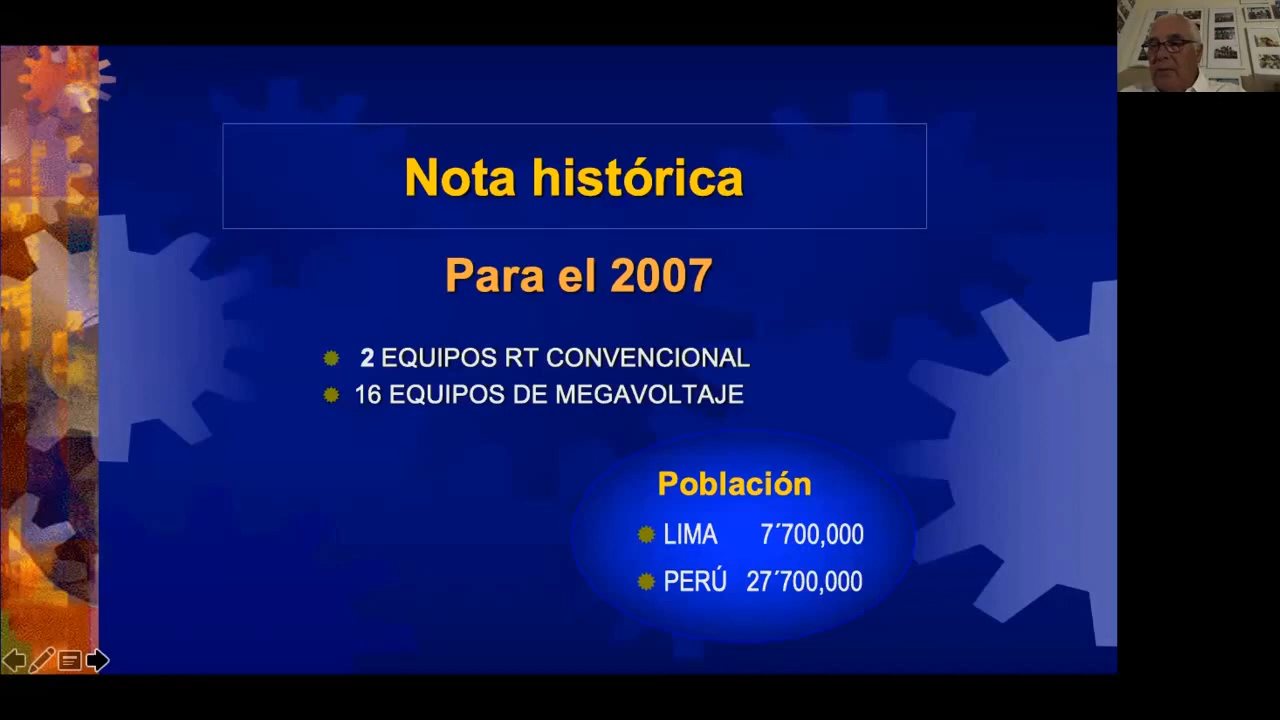 Nota histórica
Para el 2007
2 EQUIPOS RT CONVENCIONAL
16 EQUIPOS DE MEGAVOLTAJE
Población
LIMA 7´700,000
PERÚ 27´700,000